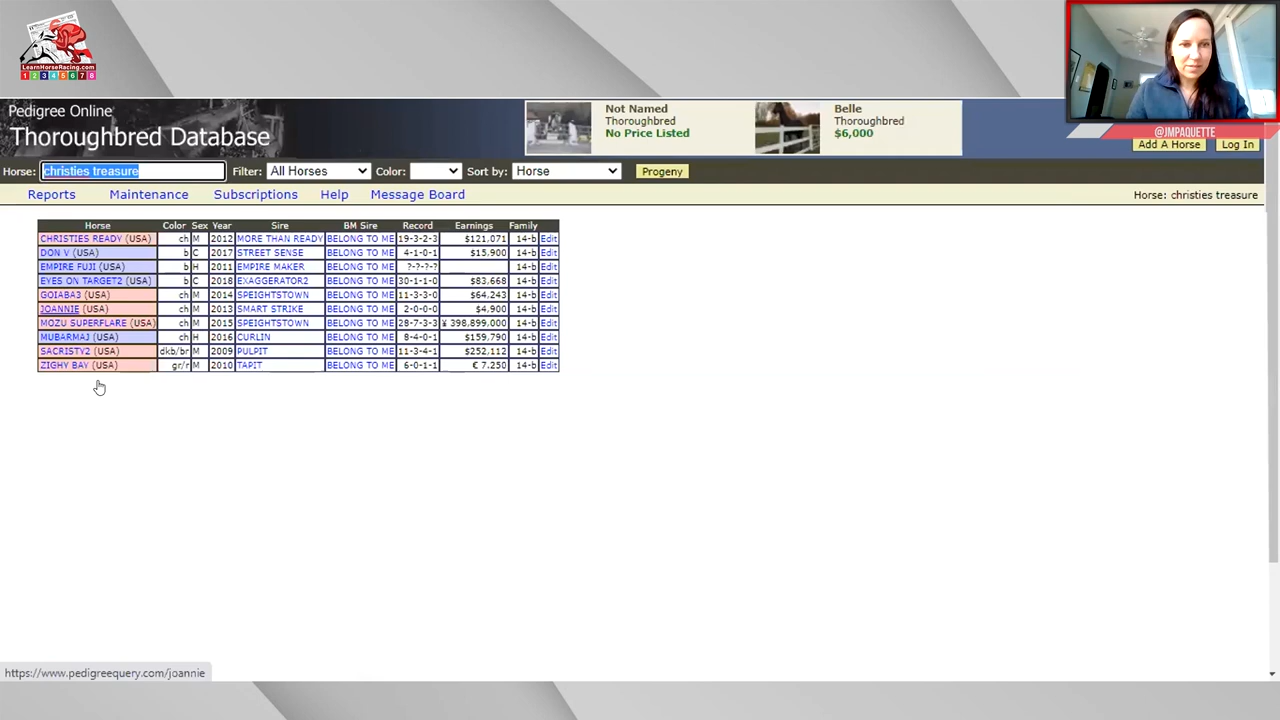 LearnHorseRacing.com
1 2 3 4 5 6 7 8
Pedigree Online
Thoroughbred Database
Not Named
Thoroughbred
No Price Listed
Belle
Thoroughbred
$6,000
@JMPAQUETTE
Add A Horse Log In
Horse: christies treasure Filter: All Horses Color: Sort by: Horse Progeny
Reports Maintenance Subscriptions Help Message Board Horse: christies treasure
Horse Color Sex Year Sire BM Sire Record Earnings Family
CHRISTIES READY (USA) ch M 2012 MORE THAN READY BELONG TO ME 19-3-2-3 $121,071 14-b Edit
DON V (USA) b C 2017 STREET SENSE BELONG TO ME 4-1-0-1 $15,900 14-b Edit
EMPIRE FUJI (USA) b H 2011 EMPIRE MAKER BELONG TO ME ?-?-?-? 14-b Edit
EYES ON TARGET2 (USA) b C 2018 EXAGGERATOR2 BELONG TO ME 30-1-1-0 $83,668 14-b Edit
GOIABA3 (USA) ch M 2014 SPEIGHTSTOWN BELONG TO ME 11-3-3-0 $64,243 14-b Edit
JOANNIE (USA) ch M 2013 SMART STRIKE BELONG TO ME 2-0-0-0 $4,900 14-b Edit
MOZU SUPERFLARE (USA) ch M 2015 SPEIGHTSTOWN BELONG TO ME 28-7-3-3 ¥ 398,899,000 14-b Edit
MUBARMAJ (USA) ch H 2016 CURLIN BELONG TO ME 8-4-0-1 $159,790 14-b Edit
SACRISTY2 (USA) dkb/br M 2009 PULPIT BELONG TO ME 11-3-4-1 $252,112 14-b Edit
ZIGHY BAY (USA) gr/r M 2010 TAPIT BELONG TO ME 6-0-1-1 € 7.250 14-b Edit
https://www.pedigreequery.com/joannie